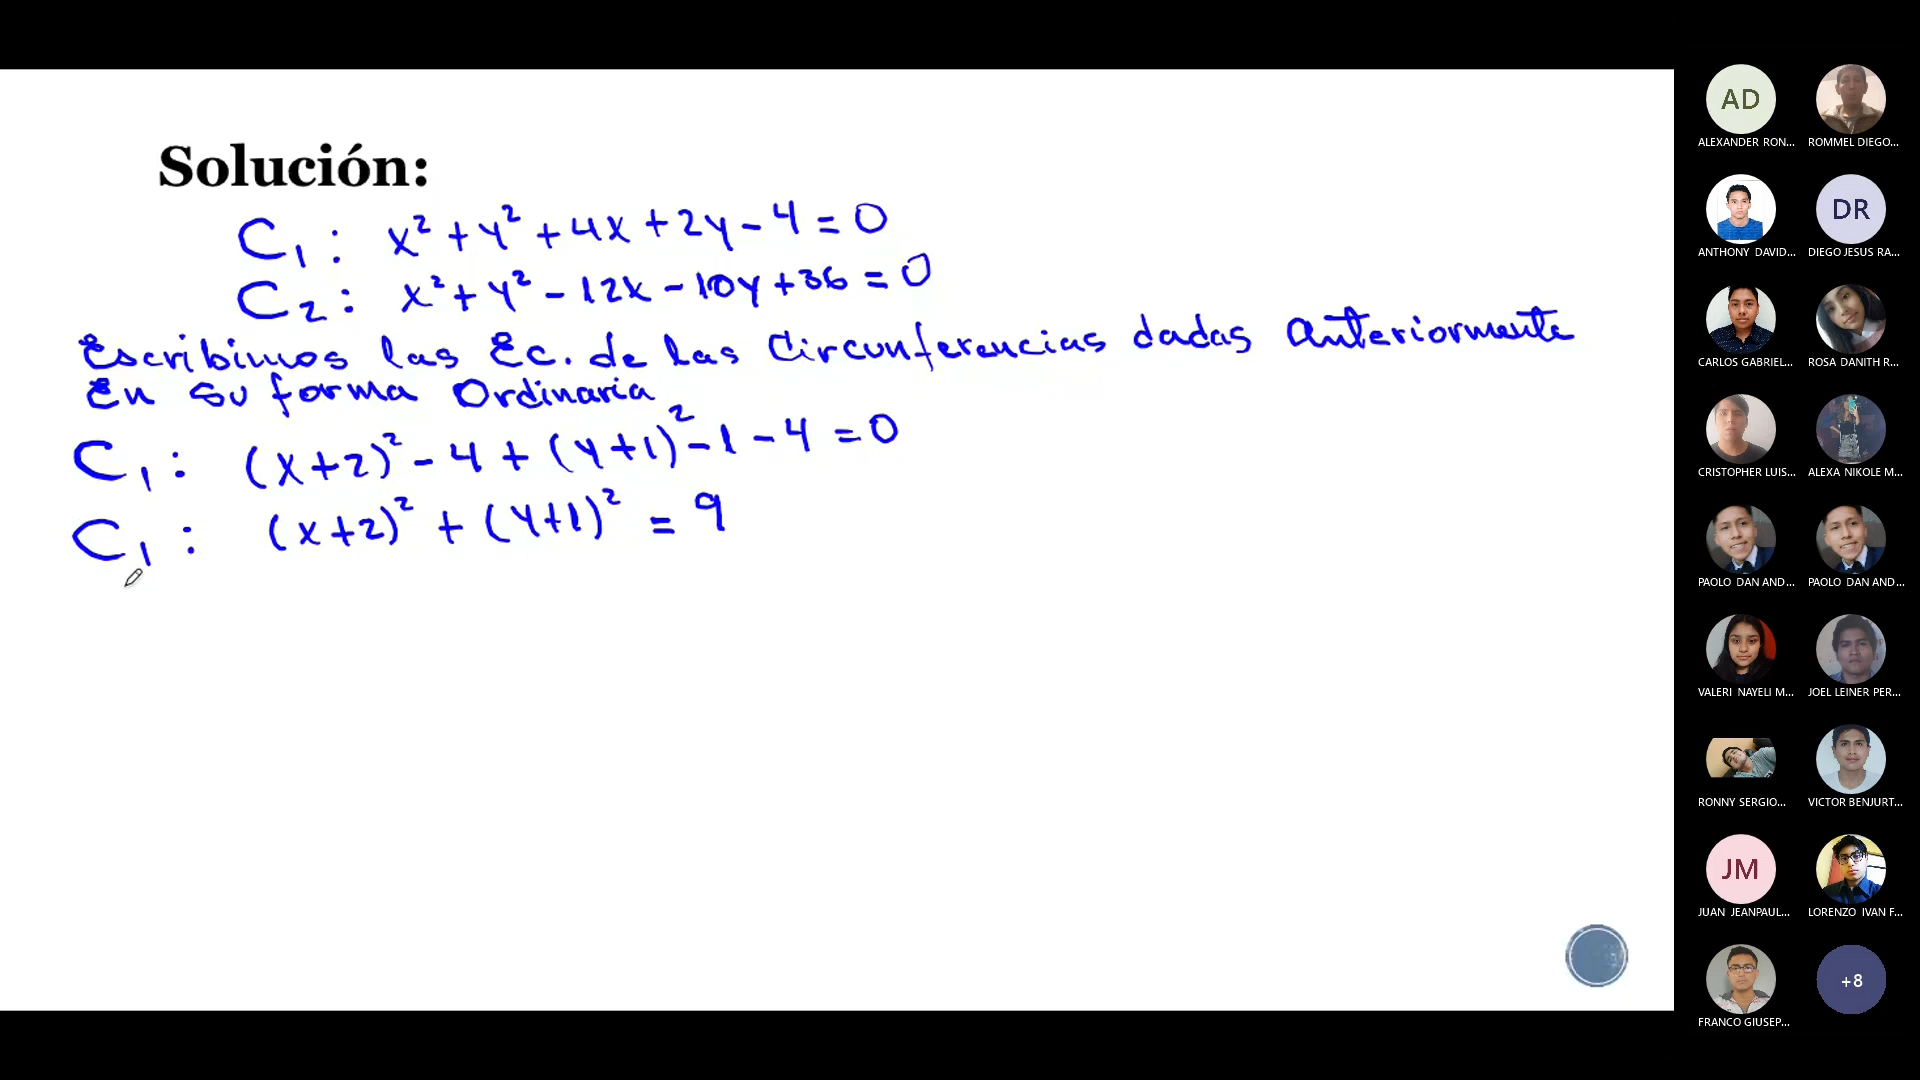 Solución:
C₁ : x² + y² + 4x + 2y - 4 = 0
C₂ : x² + y² - 12x - 10y + 36 = 0
Escribimos las Ec. de las Circunferencias dadas Anteriormente
En su forma Ordinaria
C₁ : (x+2)² - 4 + (y+1)² - 1 - 4 = 0
C₁ : (x+2)² + (y+1)² = 9
AD
ALEXANDER RON...
ROMMEL DIEGO...
ANTHONY DAVID...
DR
DIEGO JESUS RA...
CARLOS GABRIEL...
ROSA DANITH R...
CRISTOPHER LUIS...
ALEXA NIKOLE M...
PAOLO DAN AND...
PAOLO DAN AND...
VALERI NAYELI M...
JOEL LEINER PER...
RONNY SERGIO...
VICTOR BENJURT...
JM
JUAN JEANPAUL...
LORENZO IVAN F...
FRANCO GIUSEP...
+8